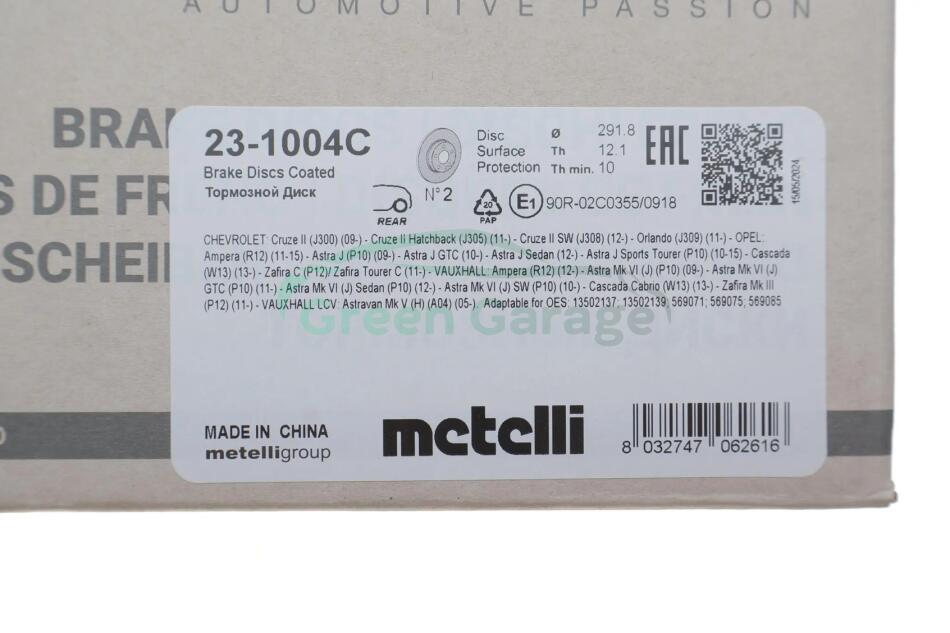 AUTOMOTIVE PASSION
BRA
S DE FR
SCHEI
23-1004C
Brake Discs Coated
Тормозной Диск
N° 2
REAR
Disc
Surface
Protection
ø 291.8
Th 12.1
Th min. 10
EAC
20
PAP
E1 90R-02C0355/0918
15/05/2024
CHEVROLET: Cruze II (J300) (09-) - Cruze II Hatchback (J305) (11-) - Cruze II SW (J308) (12-) - Orlando (J309) (11-) - OPEL:
Ampera (R12) (11-15) - Astra J (P10) (09-) - Astra J GTC (10-) - Astra J Sedan (12-) - Astra J Sports Tourer (P10) (10-15) - Cascada
(W13) (13-) - Zafira C (P12)/ Zafira Tourer C (11-) - VAUXHALL: Ampera (R12) (12-) - Astra Mk VI (J) (P10) (09-) - Astra Mk VI (J)
GTC (P10) (11-) - Astra Mk VI (J) Sedan (P10) (12-) - Astra Mk VI (J) SW (P10) (10-) - Cascada Cabrio (W13) (13-) - Zafira Mk III
(P12) (11-) - VAUXHALL LCV: Astravan Mk V (H) (A04) (05-). Adaptable for OES: 13502137; 13502139; 569071; 569075; 569085
Green Garage
MADE IN CHINA
metelligroup
metelli
8 032747 062616